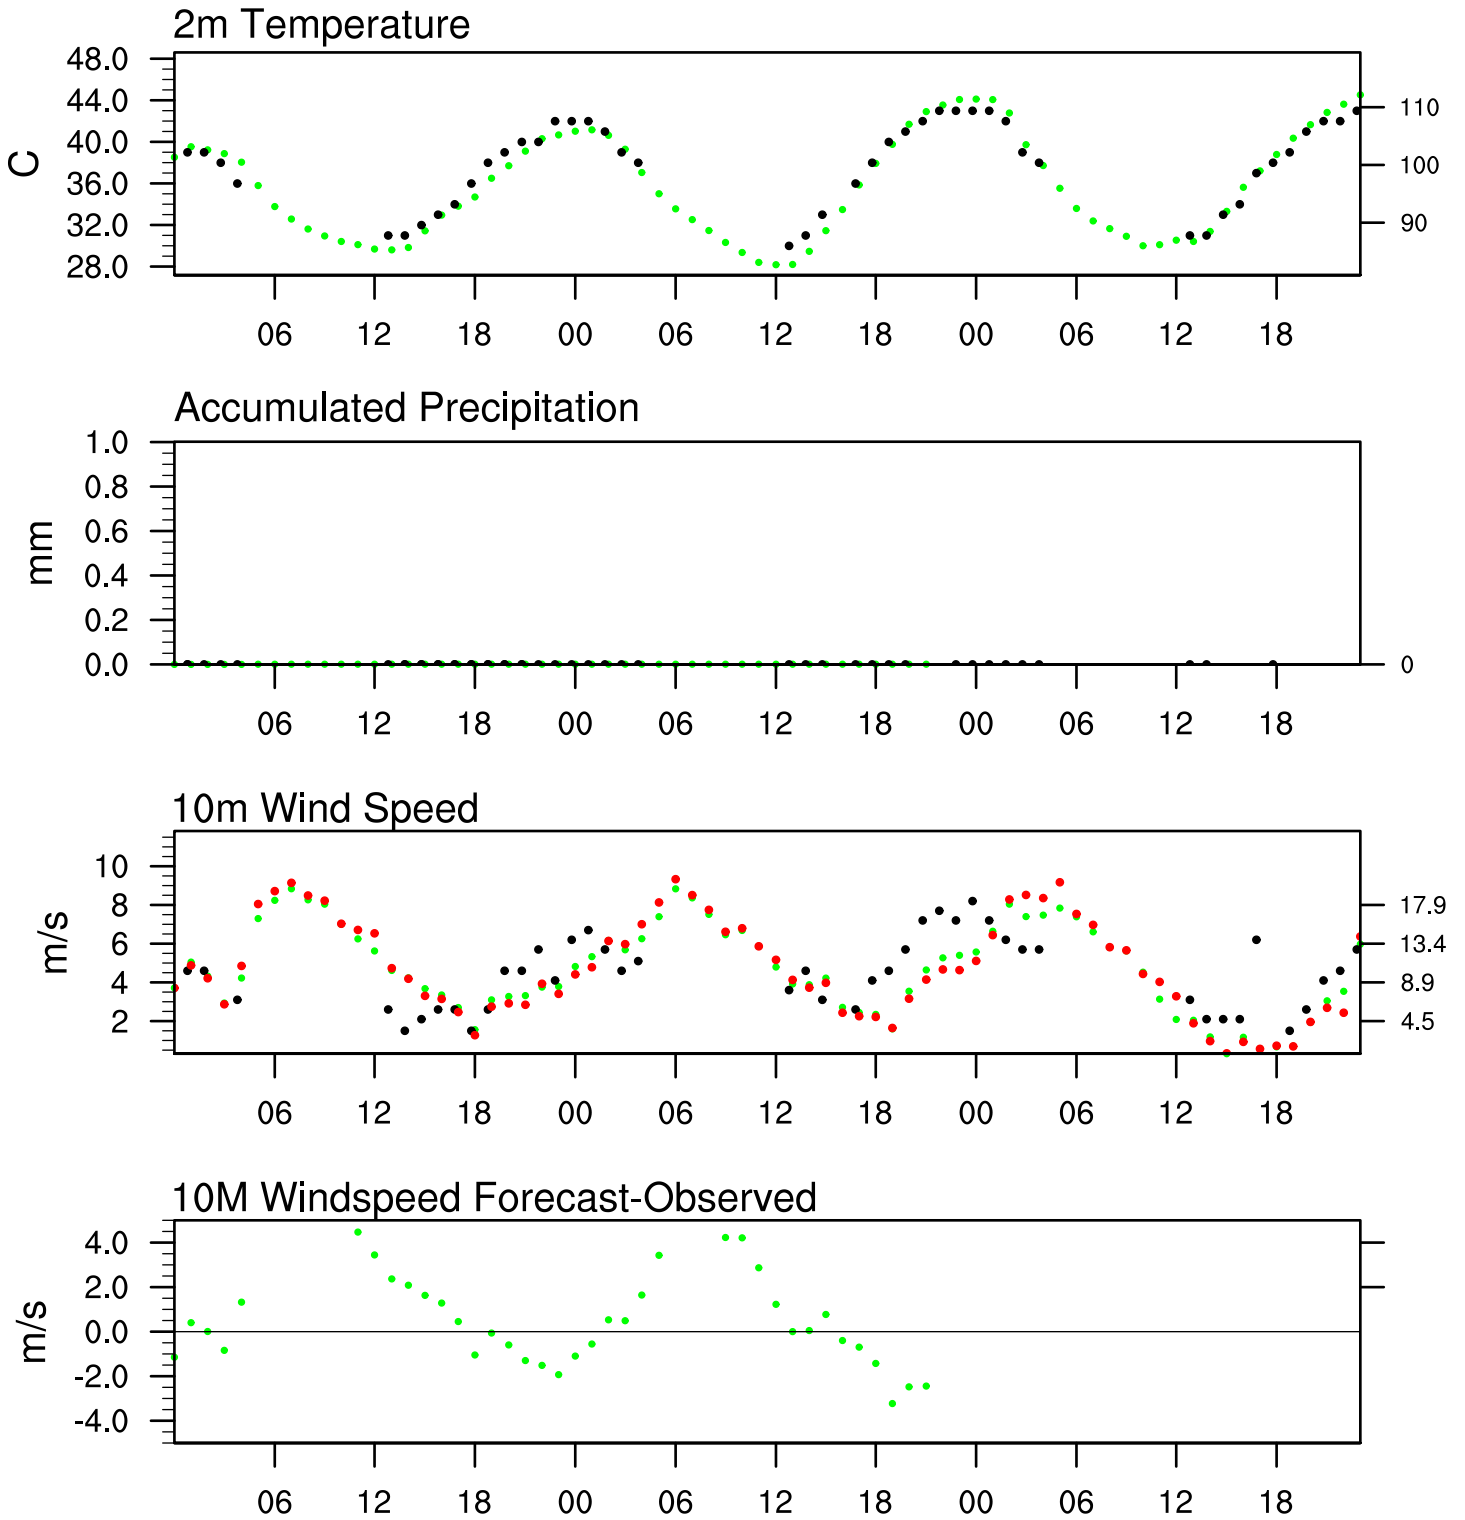 2m Temperature
48.0
44.0
40.0
36.0
32.0
28.0
C
110
100
90
06 12 18 00 06 12 18 00 06 12 18
Accumulated Precipitation
1.0
0.8
0.6
0.4
0.2
0.0
mm
0
06 12 18 00 06 12 18 00 06 12 18
10m Wind Speed
10
8
6
4
2
m/s
17.9
13.4
8.9
4.5
06 12 18 00 06 12 18 00 06 12 18
10M Windspeed Forecast-Observed
4.0
2.0
0.0
-2.0
-4.0
m/s
06 12 18 00 06 12 18 00 06 12 18